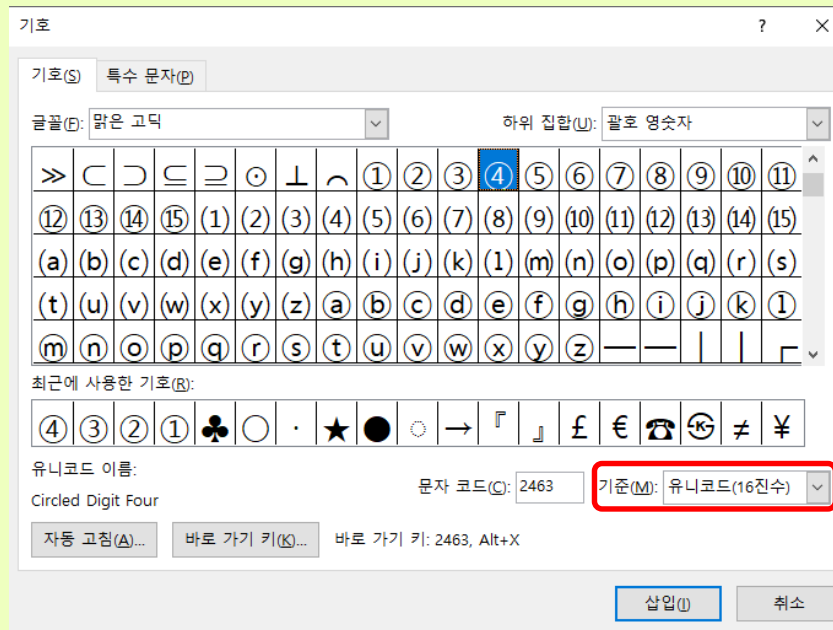 기호 ? ×
기호(S) 특수 문자(P)
글꼴(F): 맑은 고딕 하위 집합(U): 괄호 영숫자
≫ ⊂ ⊃ ⊆ ⊇ ⊙ ⊥ ⌒ ① ② ③ ④ ⑤ ⑥ ⑦ ⑧ ⑨ ⑩ ⑪
⑫ ⑬ ⑭ ⑮ ⑴ ⑵ ⑶ ⑷ ⑸ ⑹ ⑺ ⑻ ⑼ ⑽ ⑾ ⑿ ⒀ ⒁ ⒂
⒜ ⒝ ⒞ ⒟ ⒠ ⒡ ⒢ ⒣ ⒤ ⒥ ⒦ ⒧ ⒨ ⒩ ⒪ ⒫ ⒬ ⒭ ⒮
⒯ ⒰ ⒱ ⒲ ⒳ ⒴ ⒵ ⓐ ⓑ ⓒ ⓓ ⓔ ⓕ ⓖ ⓗ ⓘ ⓙ ⓚ ⓛ
ⓜ ⓝ ⓞ ⓟ ⓠ ⓡ ⓢ ⓣ ⓤ ⓥ ⓦ ⓧ ⓨ ⓩ ─ ━ │ ┃ ┌
최근에 사용한 기호(R):
④ ③ ② ① ♣ ○ · ★ ● ◌ → 『 』 £ € ☎ ㉿ ≠ ¥
유니코드 이름:
Circled Digit Four
문자 코드(C): 2463 기준(M): 유니코드(16진수)
자동 고침(A)... 바로 가기 키(K)... 바로 가기 키: 2463, Alt+X
삽입(I) 취소